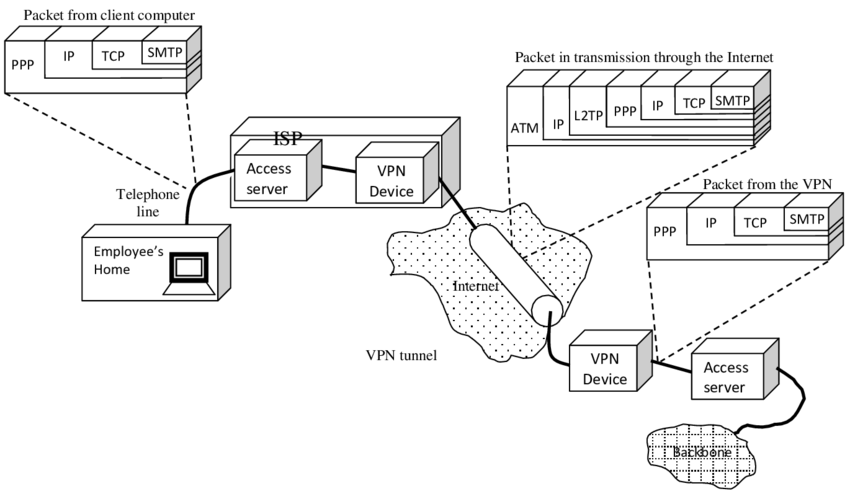 Packet from client computer
PPP
IP
TCP
SMTP
Packet in transmission through the Internet
ATM
IP
L2TP
PPP
IP
TCP
SMTP
ISP
Access
server
VPN
Device
Telephone
line
Packet from the VPN
PPP
IP
TCP
SMTP
Employee's
Home
Internet
VPN tunnel
VPN
Device
Access
server
Backbone